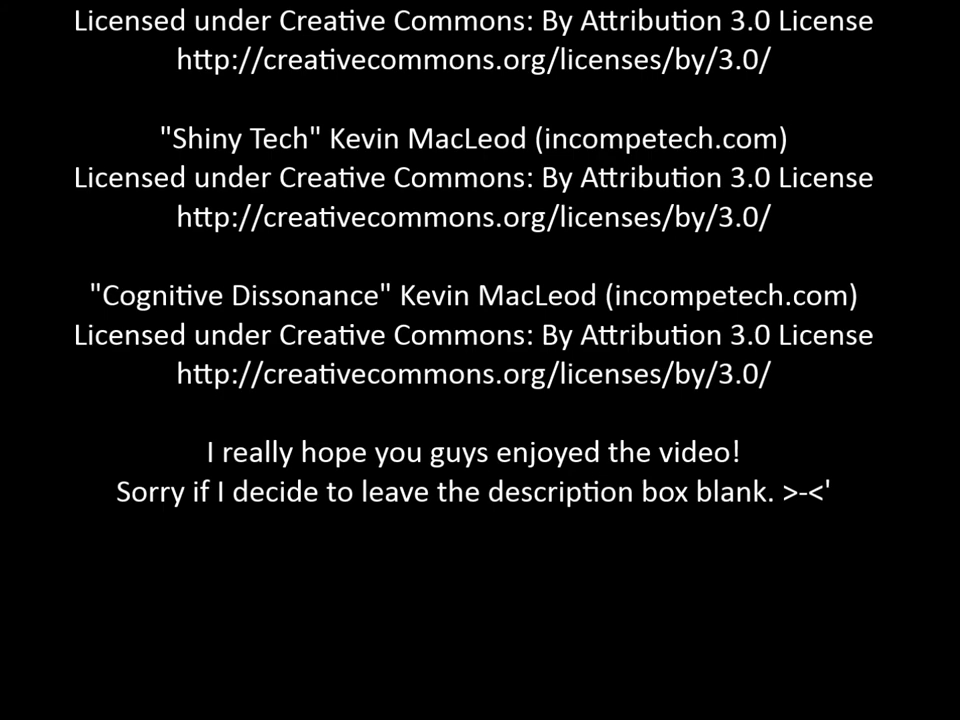 Licensed under Creative Commons: By Attribution 3.0 License
http://creativecommons.org/licenses/by/3.0/
"Shiny Tech" Kevin MacLeod (incompetech.com)
Licensed under Creative Commons: By Attribution 3.0 License
http://creativecommons.org/licenses/by/3.0/
"Cognitive Dissonance" Kevin MacLeod (incompetech.com)
Licensed under Creative Commons: By Attribution 3.0 License
http://creativecommons.org/licenses/by/3.0/
I really hope you guys enjoyed the video!
Sorry if I decide to leave the description box blank. >-<'